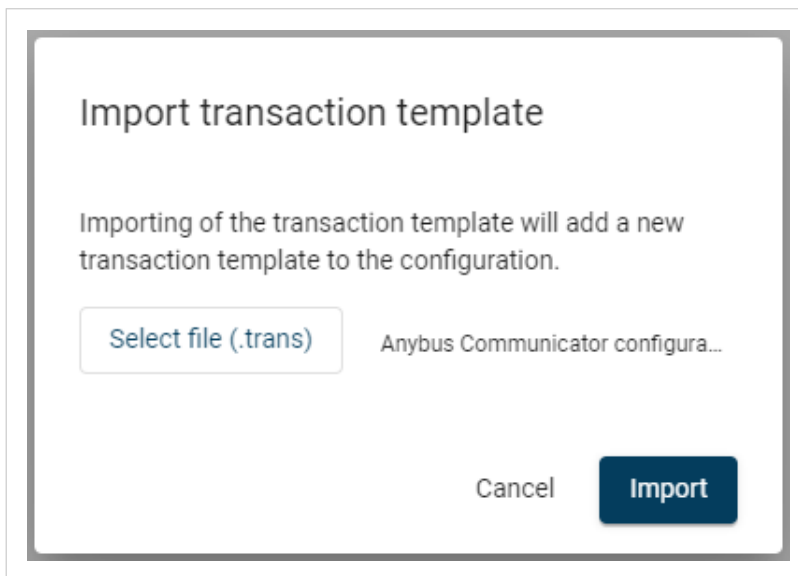 Import transaction template
Importing of the transaction template will add a new
transaction template to the configuration.
Select file (.trans)
Anybus Communicator configura...
Cancel
Import